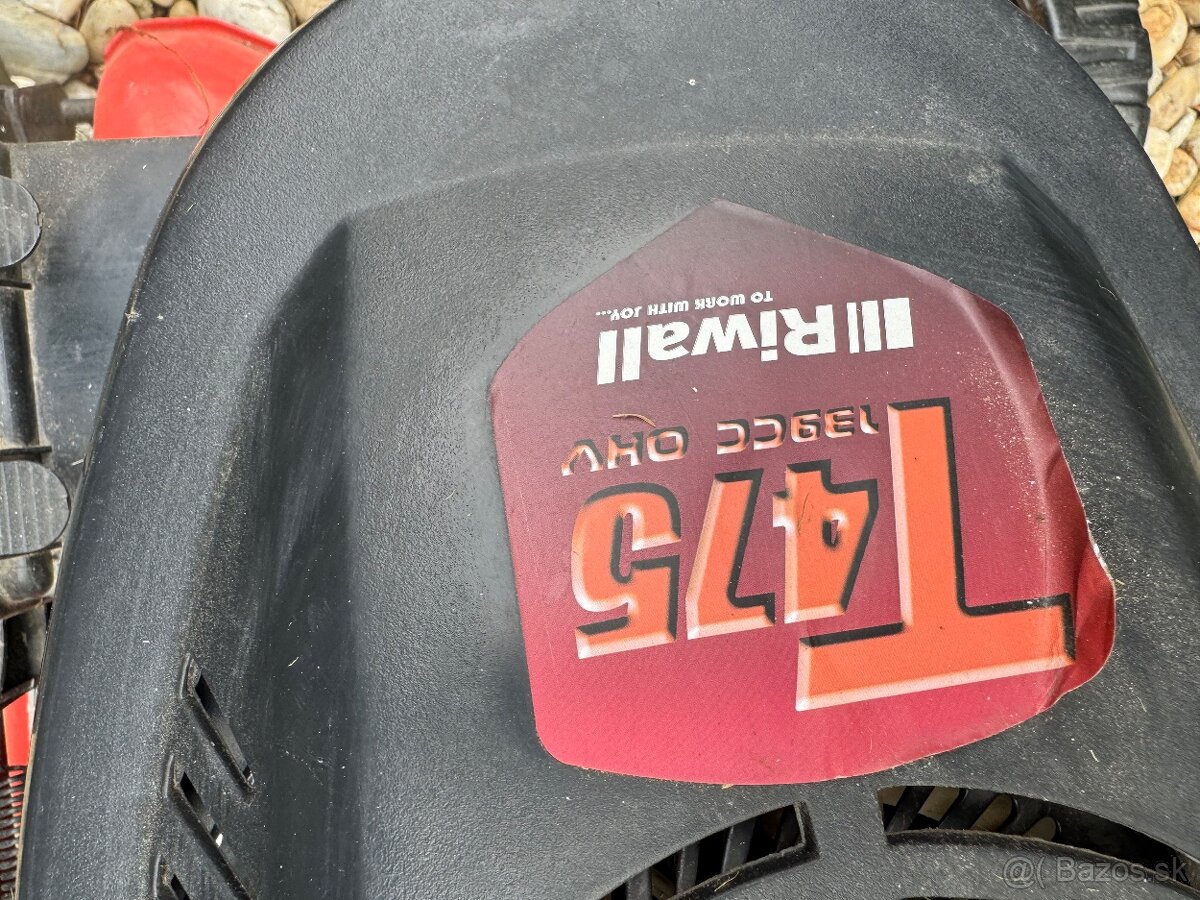 T475
139CC OHV
Riwall
TO WORK WITH JOY...
@( Bazos.sk